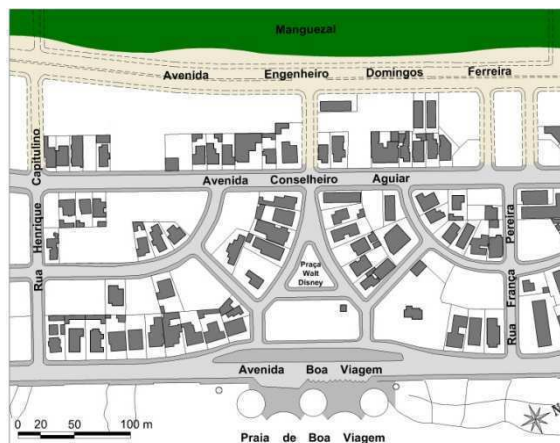 Manguezal
Avenida Engenheiro Domingos Ferreira
Avenida Conselheiro Aguiar
Rua Henrique Capitulino
Praça
Walt
Disney
Rua França Pereira
Avenida Boa Viagem
0 20 50 100 m
N
Praia de Boa Viagem